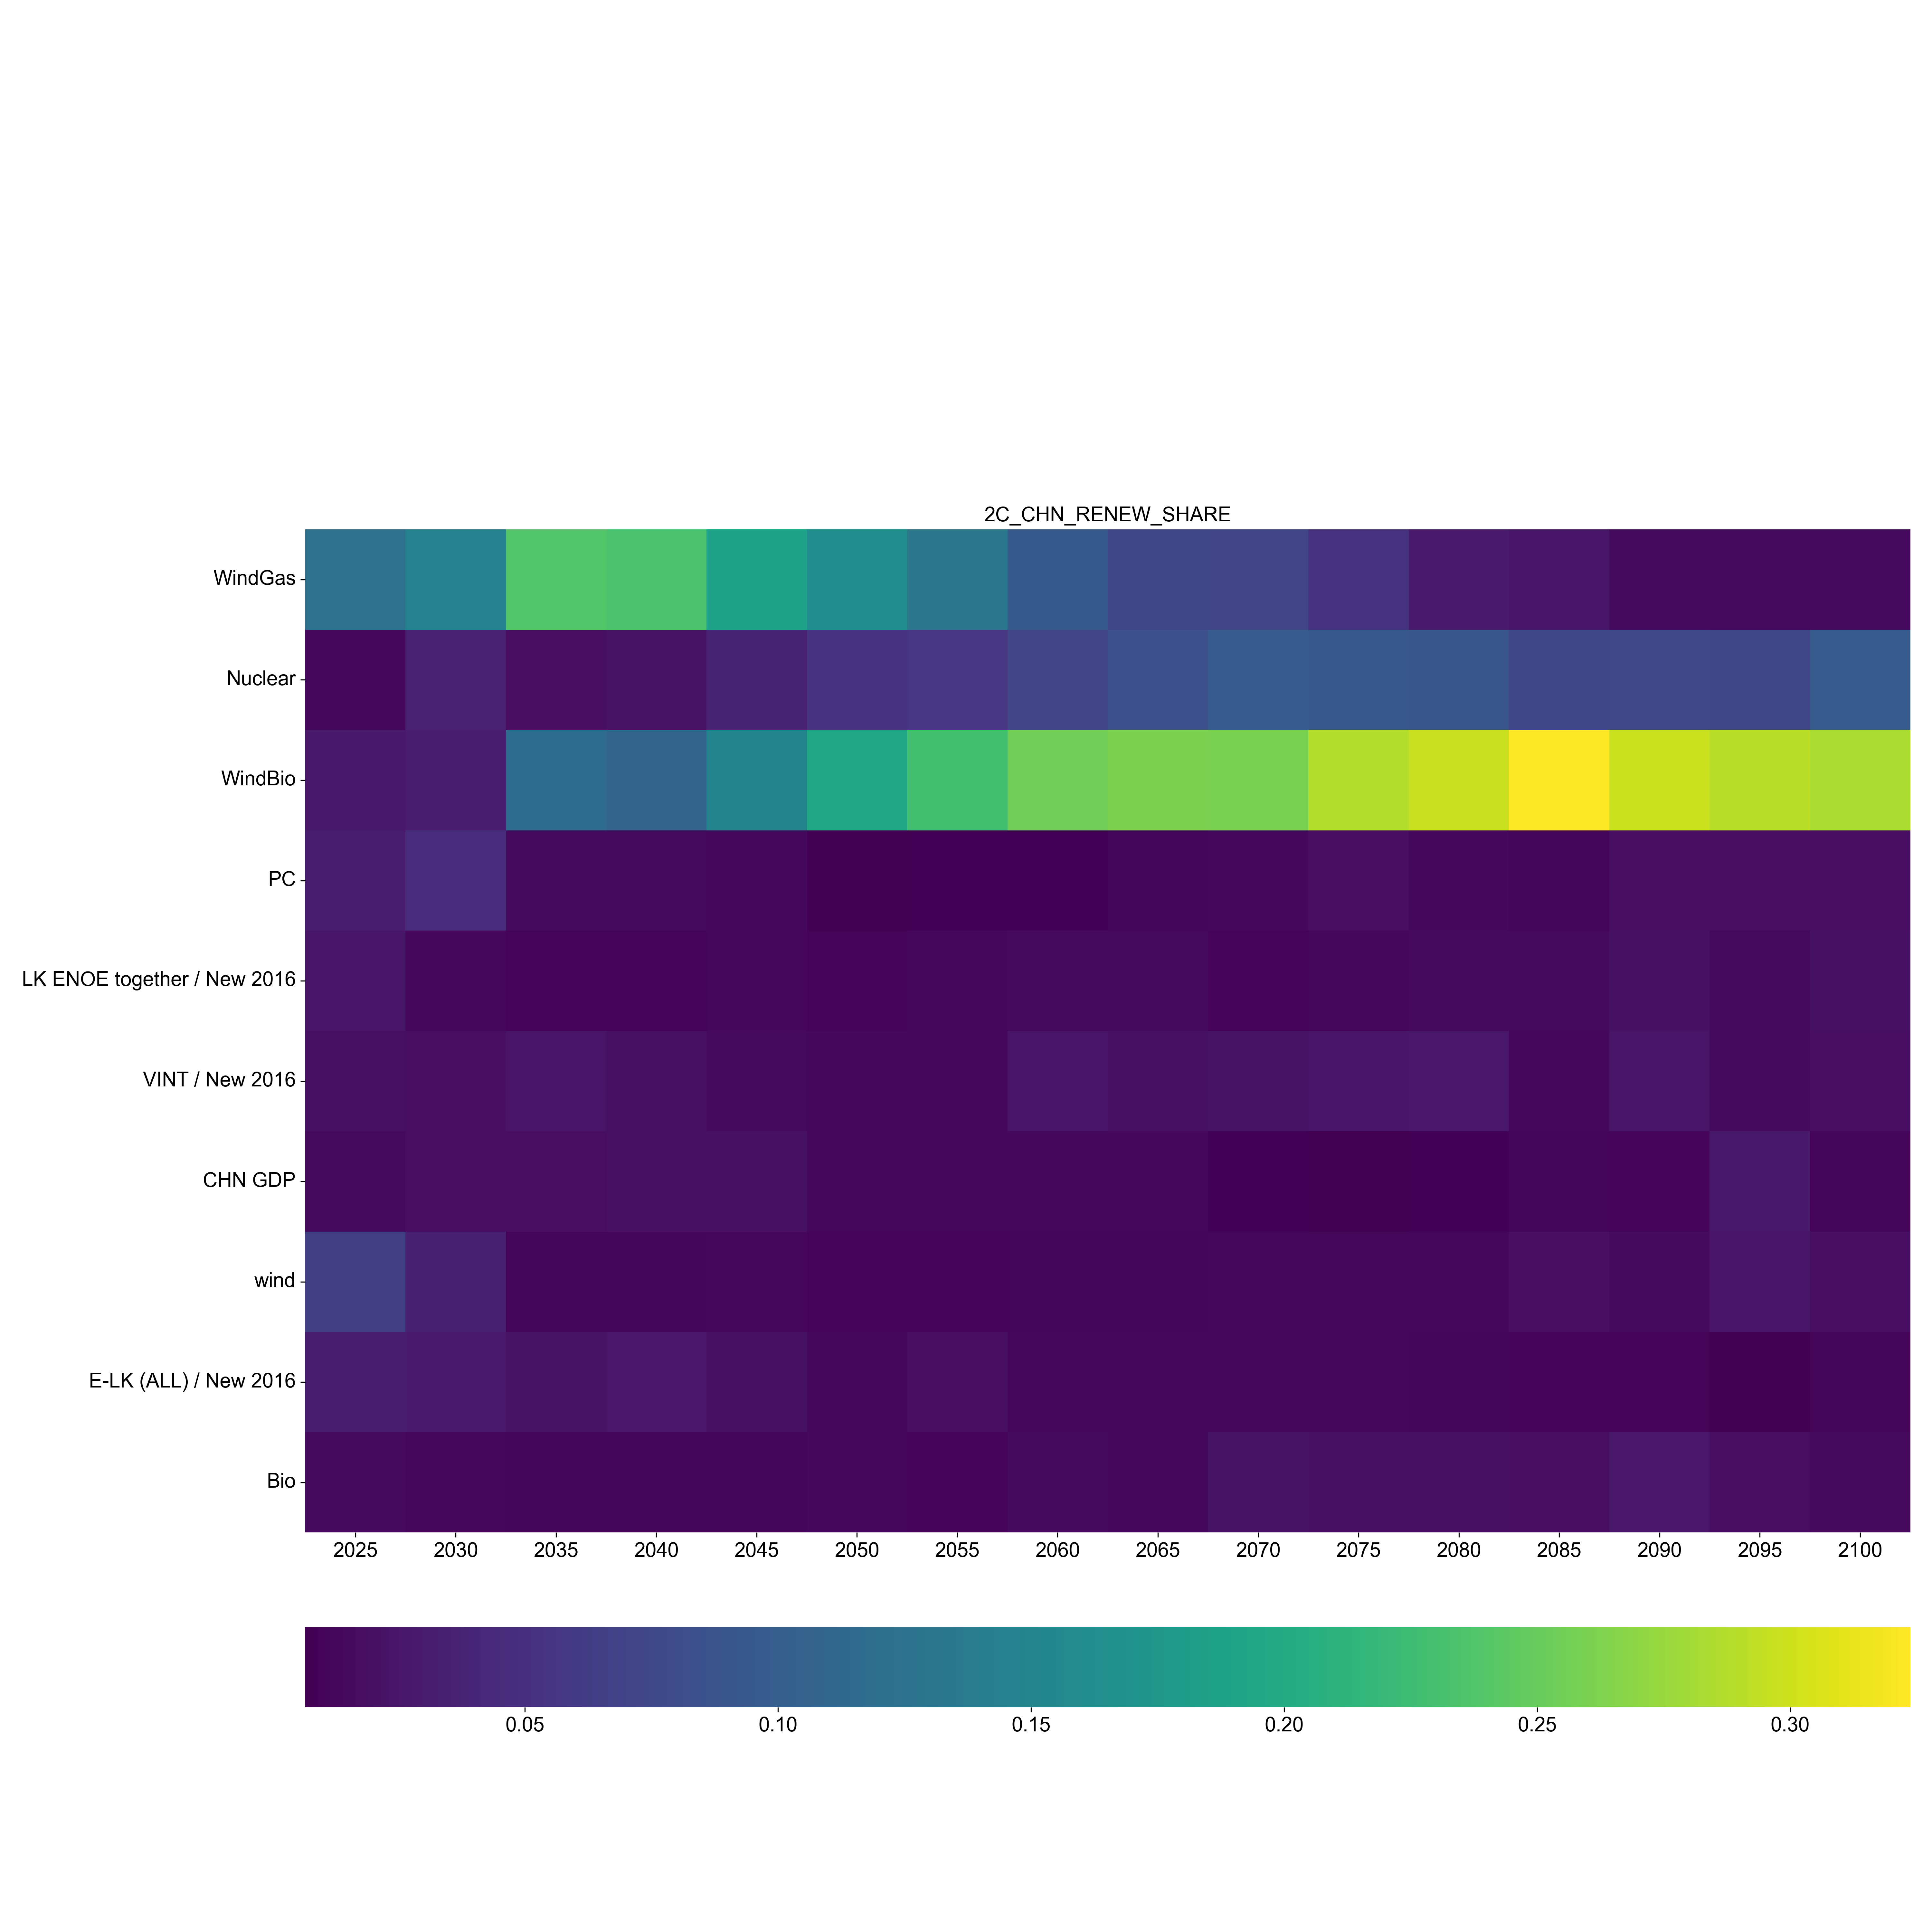 2C_CHN_RENEW_SHARE
WindGas
Nuclear
WindBio
PC
LK ENOE together / New 2016
VINT / New 2016
CHN GDP
wind
E-LK (ALL) / New 2016
Bio
2025 2030 2035 2040 2045 2050 2055 2060 2065 2070 2075 2080 2085 2090 2095 2100
0.05 0.10 0.15 0.20 0.25 0.30